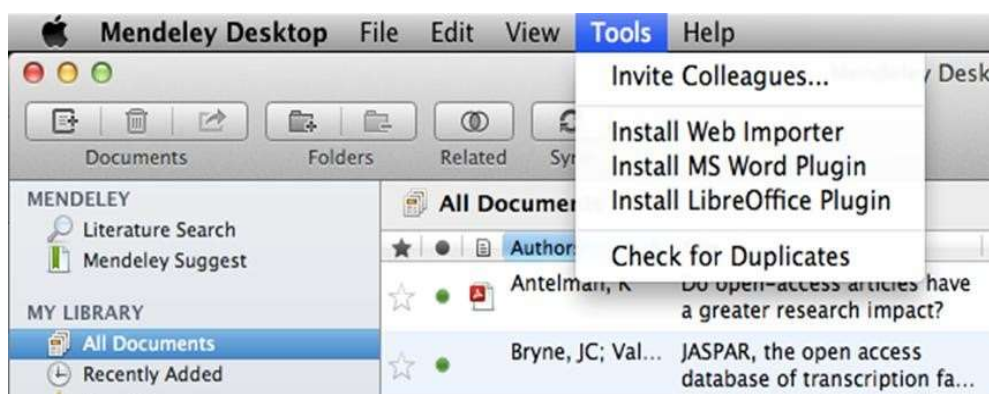 Mendeley Desktop File Edit View Tools Help
Desk
Invite Colleagues...
Install Web Importer
Install MS Word Plugin
Install LibreOffice Plugin
Check for Duplicates
Documents Folders Related
MENDELEY
Literature Search
Mendeley Suggest
MY LIBRARY
All Documents
Recently Added
All Documen
Author
Antelman, K Do open-access articles have
a greater research impact?
Bryne, JC; Val... JASPAR, the open access
database of transcription fa...